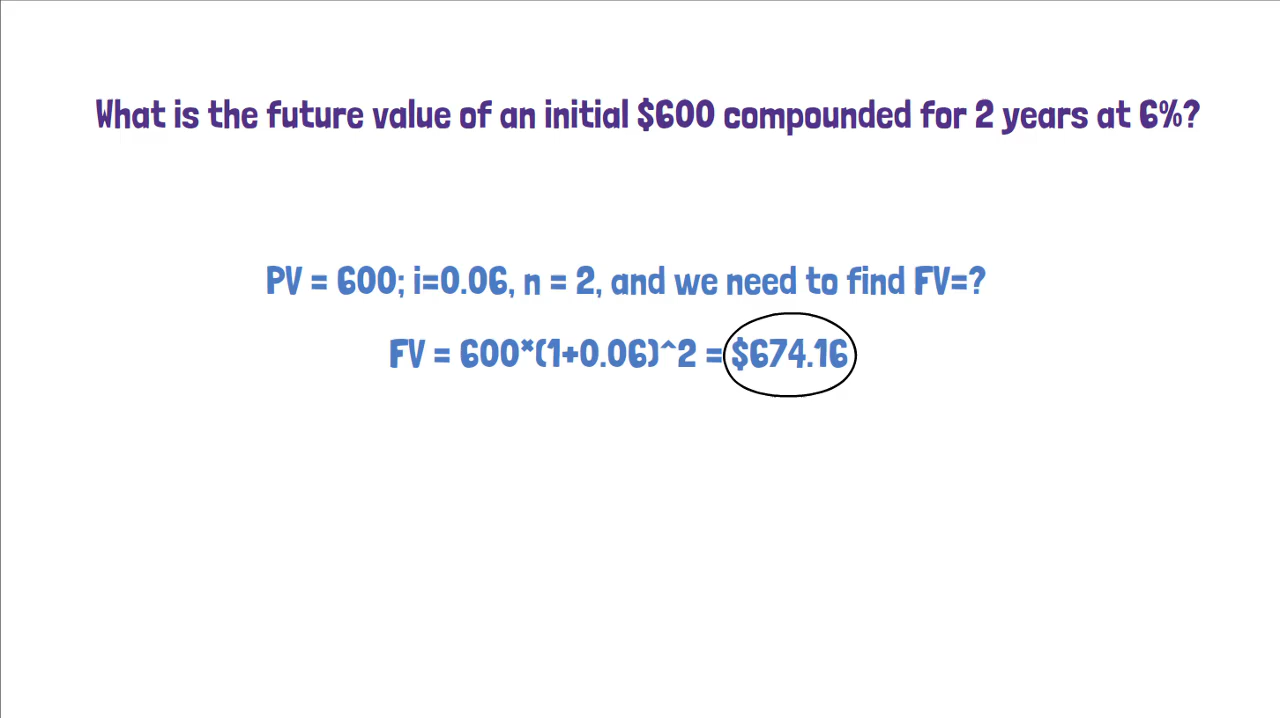 What is the future value of an initial $600 compounded for 2 years at 6%?
PV = 600; i=0.06, n = 2, and we need to find FV=?
FV = 600*(1+0.06)^2 = $674.16